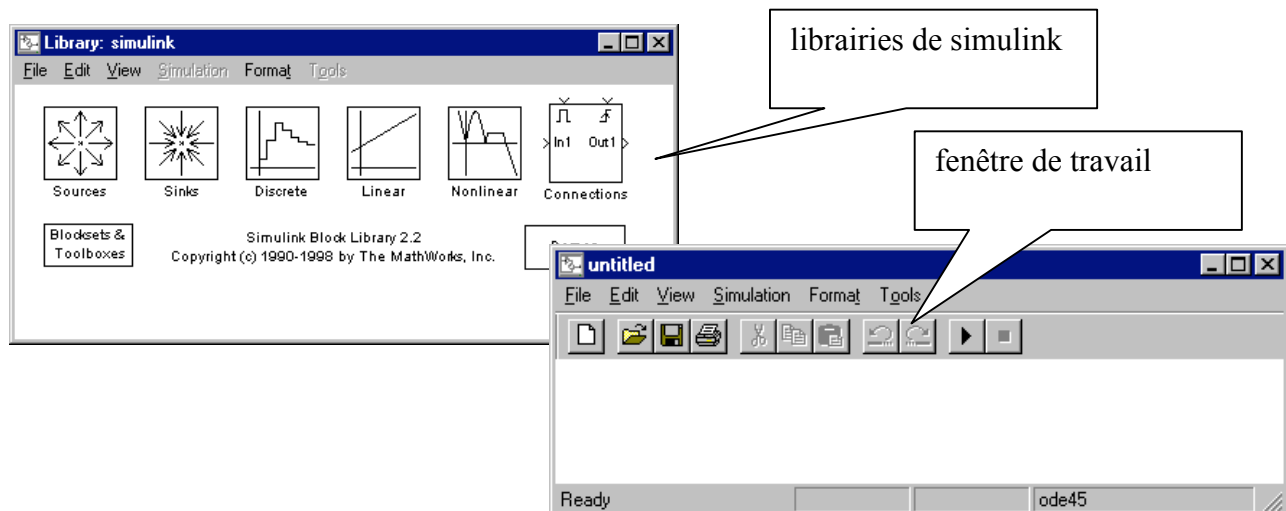 librairies de simulink
Library: simulink
File Edit View Simulation Format Tools
In1 Out1
Sources Sinks Discrete Linear Nonlinear Connections
Blocksets &
Toolboxes
Simulink Block Library 2.2
Copyright (c) 1990-1998 by The MathWorks, Inc.
fenêtre de travail
untitled
File Edit View Simulation Format Tools
Ready ode45